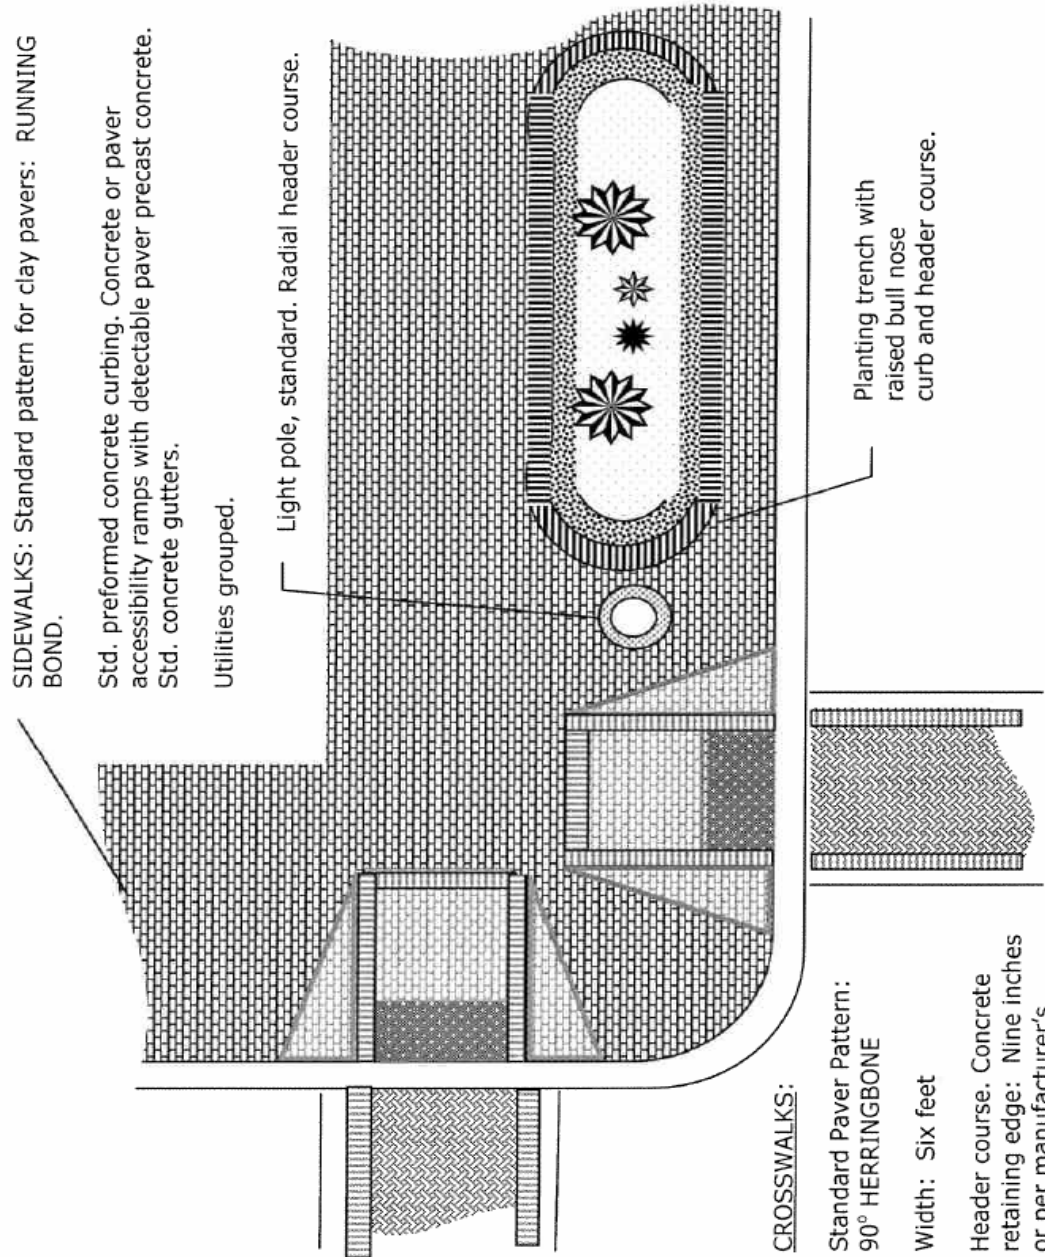 SIDEWALKS: Standard pattern for clay pavers: RUNNING
BOND.
Std. preformed concrete curbing. Concrete or paver
accessibility ramps with detectable paver precast concrete.
Std. concrete gutters.
Utilities grouped.
Light pole, standard. Radial header course.
Planting trench with
raised bull nose
curb and header course.
CROSSWALKS:
Standard Paver Pattern:
90° HERRINGBONE
Width: Six feet
Header course. Concrete
retaining edge: Nine inches
or per manufacturer's